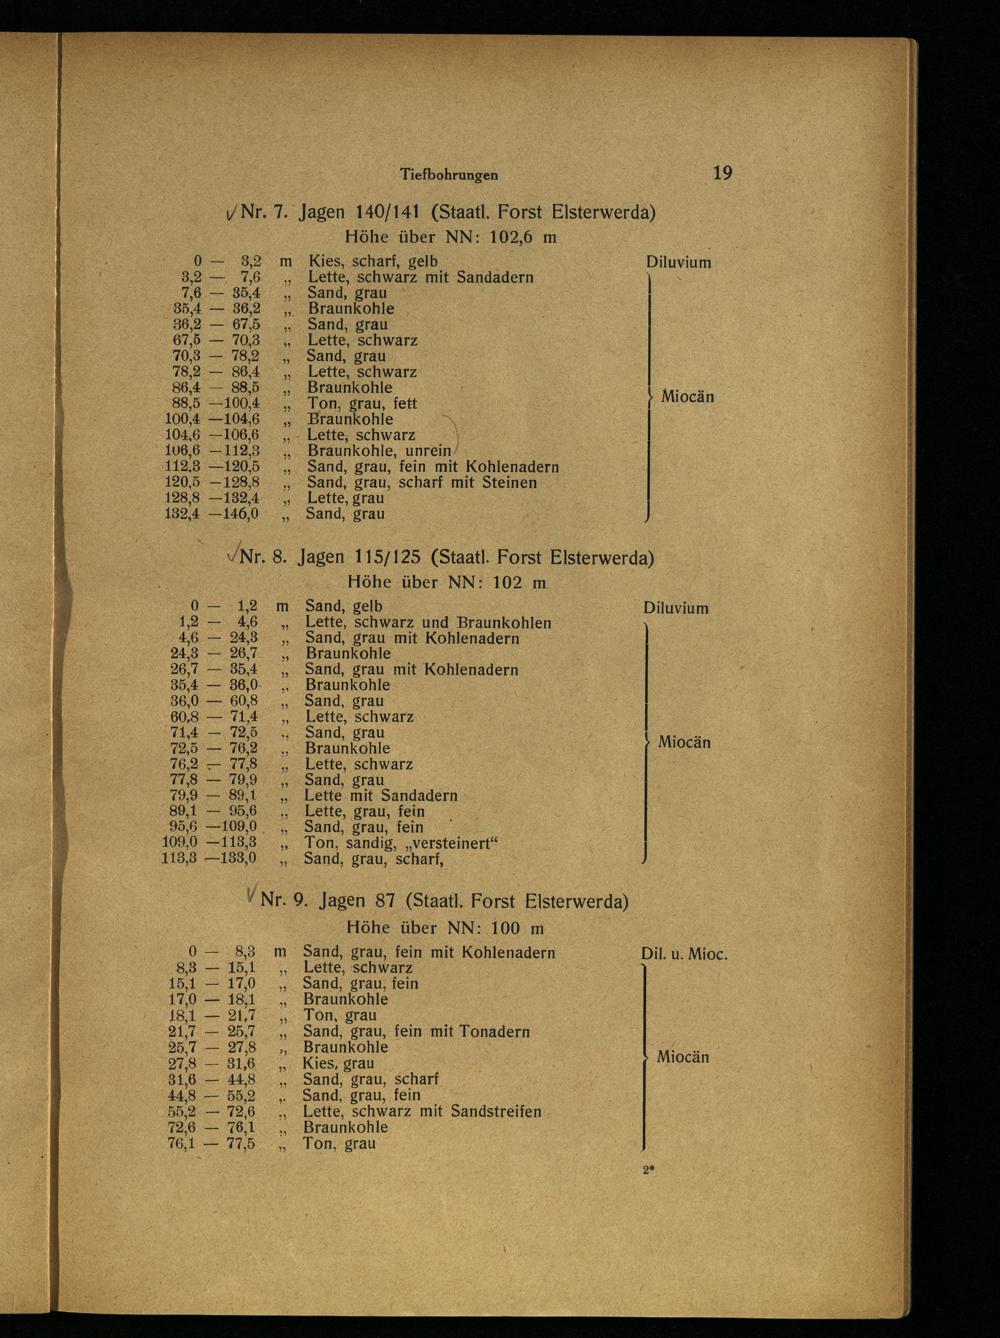 Tiefbohrungen 19
Nr. 7. Jagen 140/141 (Staatl. Forst Elsterwerda)
Höhe über NN: 102,6 m
0 — 3,2 m Kies, scharf, gelb Diluvium
3,2 — 7,6 „ Lette, schwarz mit Sandadern
7,6 — 35,4 „ Sand, grau
35,4 — 36,2 „ Braunkohle
36,2 — 67,5 „ Sand, grau
67,5 — 70,3 „ Lette, schwarz
70,3 — 78,2 „ Sand, grau
78,2 — 86,4 „ Lette, schwarz
86,4 — 88,5 „ Braunkohle
88,5 —100,4 „ Ton, grau, fett Miocän
100,4 —104,6 „ Braunkohle
104,6 —106,6 „ Lette, schwarz
106,6 —112,3 „ Braunkohle, unrein
112,3 —120,5 „ Sand, grau, fein mit Kohlenadern
120,5 —128,8 „ Sand, grau, scharf mit Steinen
128,8 —132,4 „ Lette, grau
132,4 —146,0 „ Sand, grau
Nr. 8. Jagen 115/125 (Staatl. Forst Elsterwerda)
Höhe über NN: 102 m
0 — 1,2 m Sand, gelb Diluvium
1,2 — 4,6 „ Lette, schwarz und Braunkohlen
4,6 — 24,3 „ Sand, grau mit Kohlenadern
24,3 — 26,7 „ Braunkohle
26,7 — 35,4 „ Sand, grau mit Kohlenadern
35,4 — 36,0 „ Braunkohle
36,0 — 60,8 „ Sand, grau
60,8 — 71,4 „ Lette, schwarz
71,4 — 72,5 „ Sand, grau
72,5 — 76,2 „ Braunkohle Miocän
76,2 — 77,8 „ Lette, schwarz
77,8 — 79,9 „ Sand, grau
79,9 — 89,1 „ Lette mit Sandadern
89,1 — 95,6 „ Lette, grau, fein
95,6 —109,0 „ Sand, grau, fein
109,0 —113,3 „ Ton, sandig, „versteinert“
113,3 —133,0 „ Sand, grau, scharf,
Nr. 9. Jagen 87 (Staatl. Forst Elsterwerda)
Höhe über NN: 100 m
0 — 8,3 m Sand, grau, fein mit Kohlenadern Dil. u. Mioc.
8,3 — 15,1 „ Lette, schwarz
15,1 — 17,0 „ Sand, grau, fein
17,0 — 18,1 „ Braunkohle
18,1 — 21,7 „ Ton, grau
21,7 — 25,7 „ Sand, grau, fein mit Tonadern
25,7 — 27,8 „ Braunkohle
27,8 — 31,6 „ Kies, grau Miocän
31,6 — 44,8 „ Sand, grau, scharf
44,8 — 55,2 „ Sand, grau, fein
55,2 — 72,6 „ Lette, schwarz mit Sandstreifen
72,6 — 76,1 „ Braunkohle
76,1 — 77,5 „ Ton, grau
2*